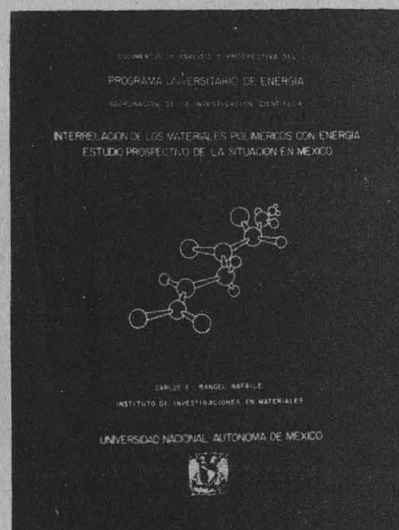 DOCUMENTOS DE ANALISIS Y PROSPECTIVA DEL
PROGRAMA UNIVERSITARIO DE ENERGIA
COORDINACION DE LA INVESTIGACION CIENTIFICA
INTERRELACION DE LOS MATERIALES POLIMERICOS CON ENERGIA
ESTUDIO PROSPECTIVO DE LA SITUACION EN MEXICO
CARLOS E. RANGEL NAFAILE
INSTITUTO DE INVESTIGACIONES EN MATERIALES
UNIVERSIDAD NACIONAL AUTONOMA DE MEXICO